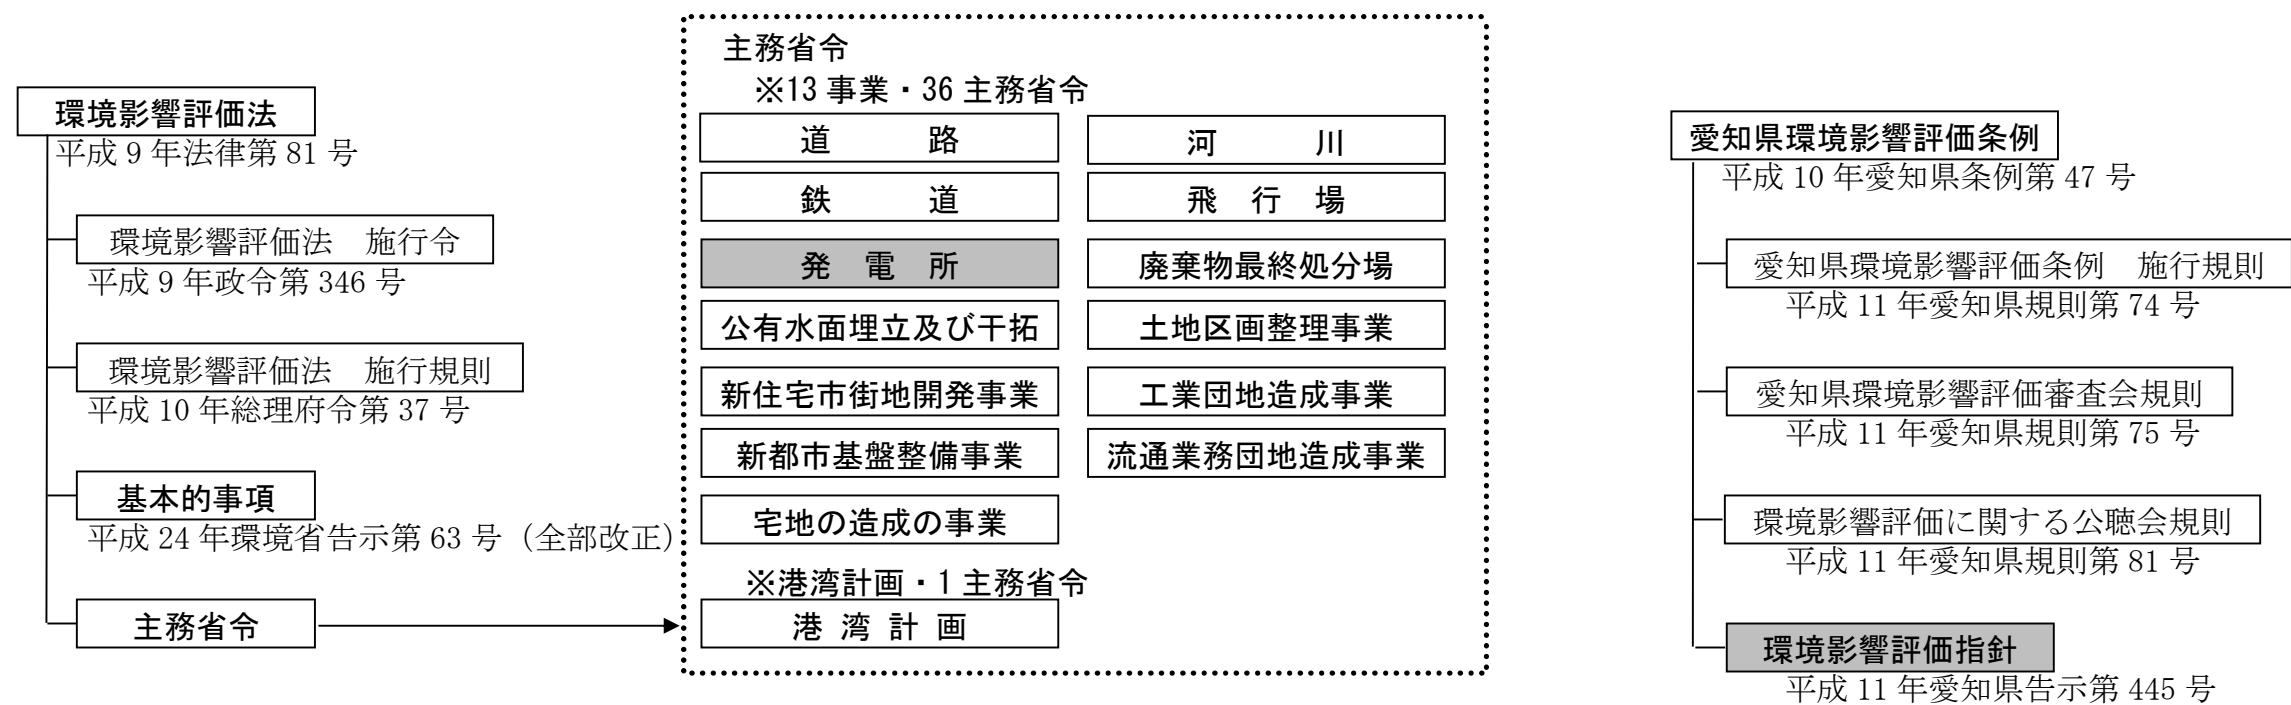 環境影響評価法
平成 9 年法律第 81 号
環境影響評価法　施行令
平成 9 年政令第 346 号
環境影響評価法　施行規則
平成 10 年総理府令第 37 号
基本的事項
平成 24 年環境省告示第 63 号（全部改正）
主務省令
主務省令
※13 事業・36 主務省令
道　　　路
河　　　川
鉄　　　道
飛　行　場
発　電　所
廃棄物最終処分場
公有水面埋立及び干拓
土地区画整理事業
新住宅市街地開発事業
工業団地造成事業
新都市基盤整備事業
流通業務団地造成事業
宅地の造成の事業
※港湾計画・1 主務省令
港 湾 計 画
愛知県環境影響評価条例
平成 10 年愛知県条例第 47 号
愛知県環境影響評価条例　施行規則
平成 11 年愛知県規則第 74 号
愛知県環境影響評価審査会規則
平成 11 年愛知県規則第 75 号
環境影響評価に関する公聴会規則
平成 11 年愛知県規則第 81 号
環境影響評価指針
平成 11 年愛知県告示第 445 号